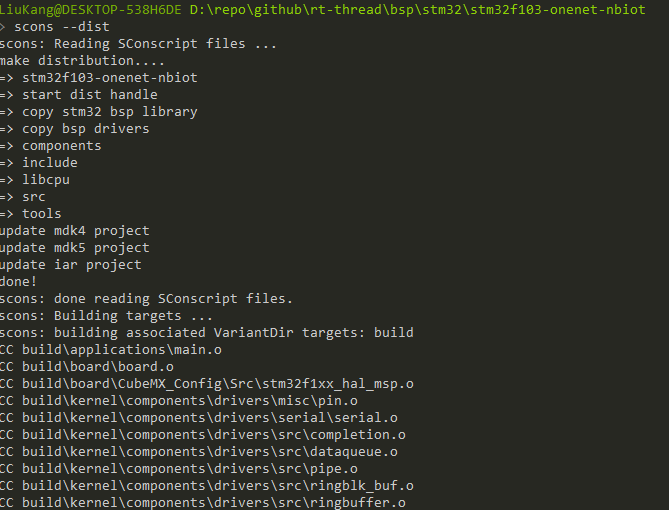 LiuKang@DESKTOP-538H6DE D:\repo\github\rt-thread\bsp\stm32\stm32f103-onenet-nbiot
> scons --dist
scons: Reading SConscript files ...
make distribution....
=> stm32f103-onenet-nbiot
=> start dist handle
=> copy stm32 bsp library
=> copy bsp drivers
=> components
=> include
=> libcpu
=> src
=> tools
update mdk4 project
update mdk5 project
update iar project
done!
scons: done reading SConscript files.
scons: Building targets ...
scons: building associated VariantDir targets: build
CC build\applications\main.o
CC build\board\board.o
CC build\board\CubeMX_Config\Src\stm32f1xx_hal_msp.o
CC build\kernel\components\drivers\misc\pin.o
CC build\kernel\components\drivers\serial\serial.o
CC build\kernel\components\drivers\src\completion.o
CC build\kernel\components\drivers\src\dataqueue.o
CC build\kernel\components\drivers\src\pipe.o
CC build\kernel\components\drivers\src\ringblk_buf.o
CC build\kernel\components\drivers\src\ringbuffer.o